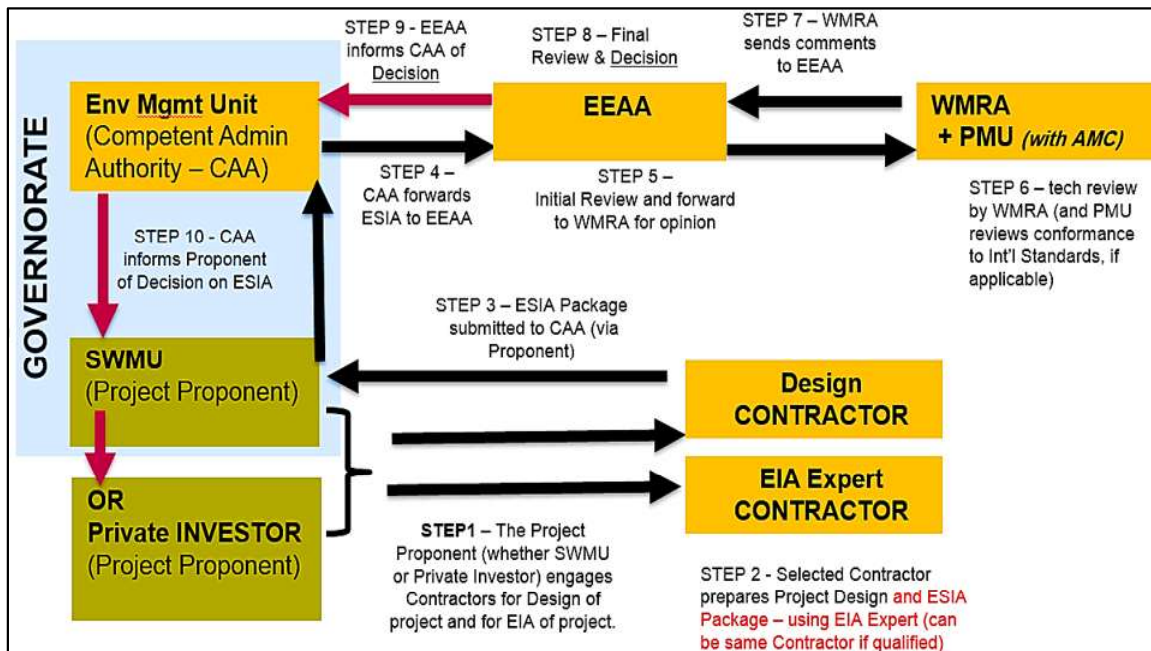 STEP 9 - EEAA
informs CAA of
Decision
STEP 8 – Final
Review & Decision
STEP 7 – WMRA
sends comments
to EEAA
GOVERNORATE
Env Mgmt Unit
(Competent Admin
Authority – CAA)
EEAA
WMRA
+ PMU (with AMC)
STEP 4 –
CAA forwards
ESIA to EEAA
STEP 5 –
Initial Review and forward
to WMRA for opinion
STEP 6 – tech review
by WMRA (and PMU
reviews conformance
to Int'l Standards, if
applicable)
STEP 10 - CAA
informs Proponent
of Decision on ESIA
STEP 3 – ESIA Package
submitted to CAA (via
Proponent)
SWMU
(Project Proponent)
Design
CONTRACTOR
OR
Private INVESTOR
(Project Proponent)
EIA Expert
CONTRACTOR
STEP1 – The Project
Proponent (whether SWMU
or Private Investor) engages
Contractors for Design of
project and for EIA of project.
STEP 2 - Selected Contractor
prepares Project Design and ESIA
Package – using EIA Expert (can
be same Contractor if qualified)